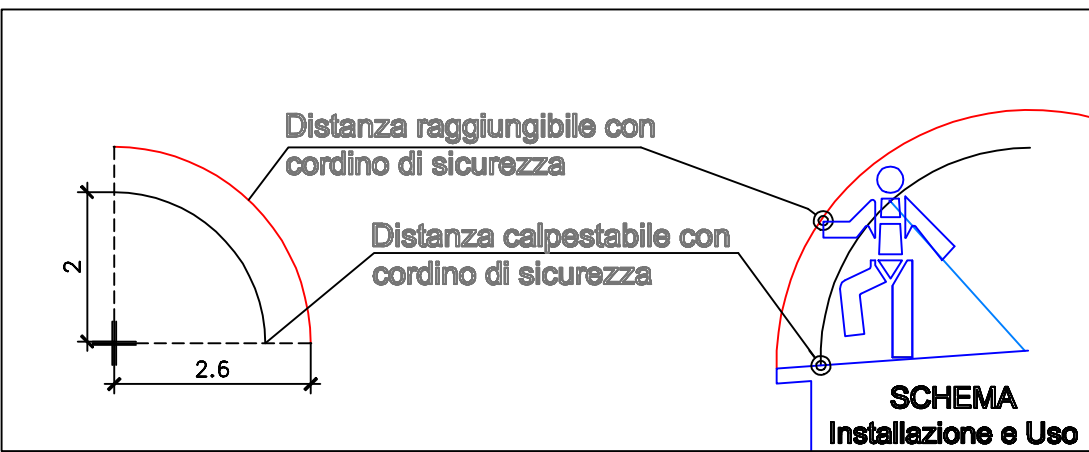 Distanza raggiungibile con
cordino di sicurezza
Distanza calpestabile con
cordino di sicurezza
2
2.6
SCHEMA
Installazione e Uso